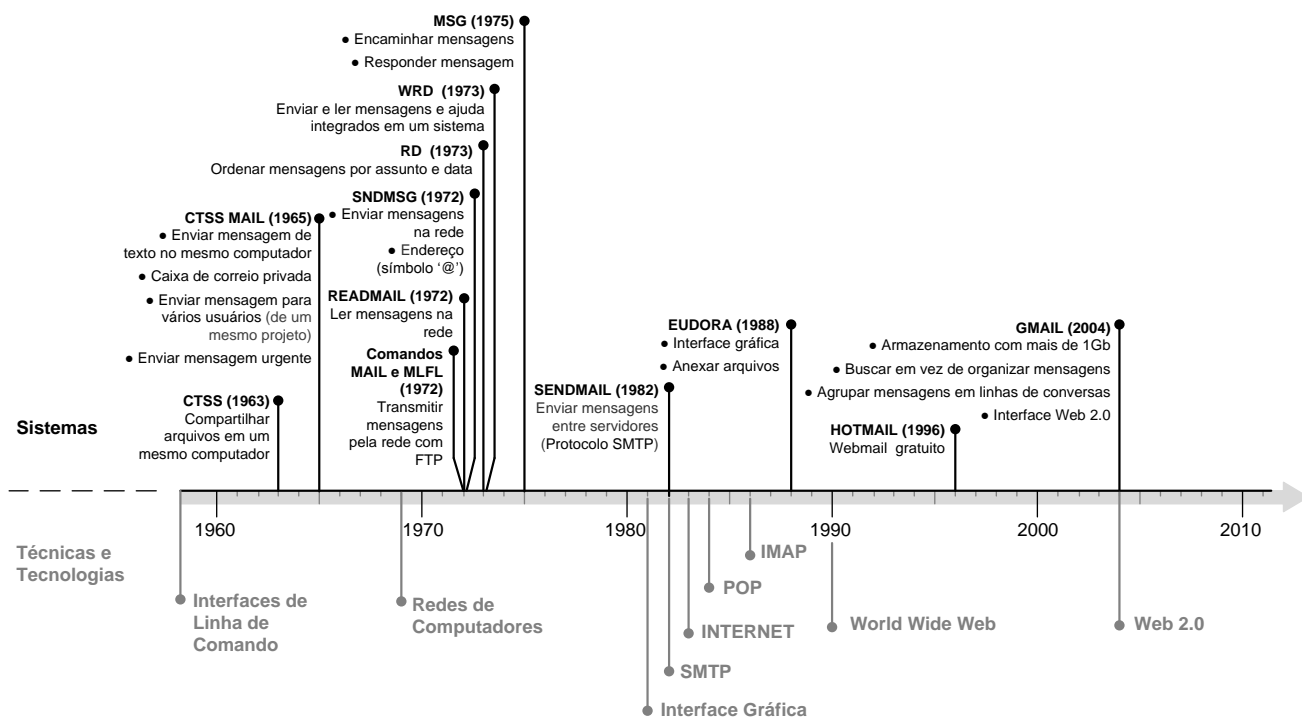 MSG (1975)
● Encaminhar mensagens
● Responder mensagem
WRD (1973)
Enviar e ler mensagens e ajuda
integrados em um sistema
RD (1973)
Ordenar mensagens por assunto e data
SNDMSG (1972)
● Enviar mensagens
na rede
● Endereço
(símbolo ‘@’)
CTSS MAIL (1965)
● Enviar mensagem de
texto no mesmo computador
● Caixa de correio privada
● Enviar mensagem para
vários usuários (de um
mesmo projeto)
● Enviar mensagem urgente
READMAIL (1972)
Ler mensagens na
rede
Comandos
MAIL e MLFL
(1972)
Transmitir
mensagens
pela rede com
FTP
CTSS (1963)
Compartilhar
arquivos em um
mesmo computador
SENDMAIL (1982)
Enviar mensagens
entre servidores
(Protocolo SMTP)
EUDORA (1988)
● Interface gráfica
● Anexar arquivos
HOTMAIL (1996)
Webmail gratuito
GMAIL (2004)
● Armazenamento com mais de 1Gb
● Buscar em vez de organizar mensagens
● Agrupar mensagens em linhas de conversas
● Interface Web 2.0
Sistemas
1960 1970 1980 1990 2000 2010
Técnicas e
Tecnologias
Interfaces de
Linha de
Comando
Redes de
Computadores
IMAP
POP
INTERNET
SMTP
Interface Gráfica
World Wide Web
Web 2.0